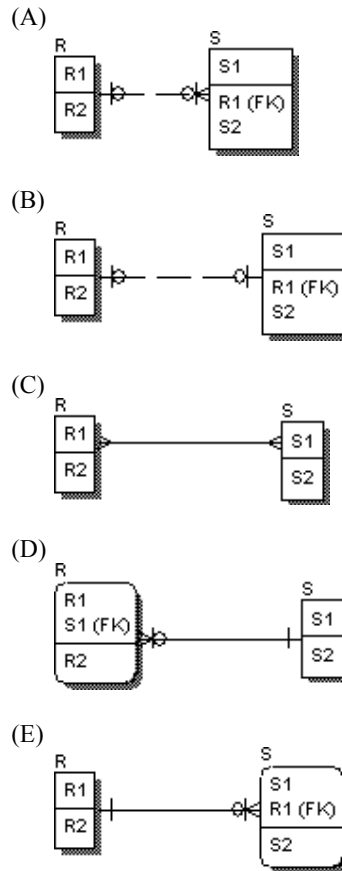 (A)
R
S
R1
S1
R2
R1 (FK)
S2
(B)
R
S
R1
S1
R2
R1 (FK)
S2
(C)
R
S
R1
S1
R2
S2
(D)
R
S
R1
S1 (FK)
S1
R2
S2
(E)
R
S
R1
S1
R1 (FK)
R2
S2